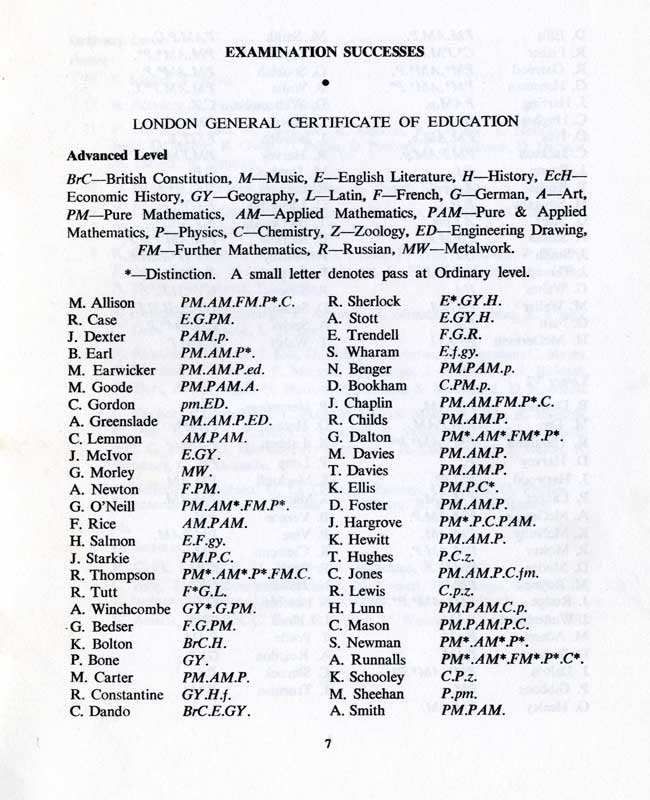 EXAMINATION SUCCESSES
●
LONDON GENERAL CERTIFICATE OF EDUCATION
Advanced Level
BrC—British Constitution, M—Music, E—English Literature, H—History, EcH—
Economic History, GY—Geography, L—Latin, F—French, G—German, A—Art,
PM—Pure Mathematics, AM—Applied Mathematics, PAM—Pure & Applied
Mathematics, P—Physics, C—Chemistry, Z—Zoology, ED—Engineering Drawing,
FM—Further Mathematics, R—Russian, MW—Metalwork.
*—Distinction. A small letter denotes pass at Ordinary level.
M. Allison PM.AM.FM.P*.C.
R. Case E.G.PM.
J. Dexter PAM.p.
B. Earl PM.AM.P*.
M. Earwicker PM.AM.P.ed.
M. Goode PM.PAM.A.
C. Gordon pm.ED.
A. Greenslade PM.AM.P.ED.
C. Lemmon AM.PAM.
J. McIvor E.GY.
G. Morley MW.
A. Newton F.PM.
G. O'Neill PM.AM*.FM.P*.
F. Rice AM.PAM.
H. Salmon E.F.gy.
J. Starkie PM.P.C.
R. Thompson PM*.AM*.P*.FM.C.
R. Tutt F*G.L.
A. Winchcombe GY*.G.PM.
G. Bedser F.G.PM.
K. Bolton BrC.H.
P. Bone GY.
M. Carter PM.AM.P.
R. Constantine GY.H.f.
C. Dando BrC.E.GY.
R. Sherlock E*.GY.H.
A. Stott E.GY.H.
E. Trendell F.G.R.
S. Wharam E.f.gy.
N. Benger PM.PAM.p.
D. Bookham C.PM.p.
J. Chaplin PM.AM.FM.P*.C.
R. Childs PM.AM.P.
G. Dalton PM*.AM*.FM*.P*.
M. Davies PM.AM.P.
T. Davies PM.AM.P.
K. Ellis PM.P.C*.
D. Foster PM.AM.P.
J. Hargrove PM*.P.C.PAM.
K. Hewitt PM.AM.P.
T. Hughes P.C.z.
C. Jones PM.AM.P.C.fm.
R. Lewis C.p.z.
H. Lunn PM.PAM.C.p.
C. Mason PM.PAM.P.C.
S. Newman PM*.AM*.P*.
A. Runnalls PM*.AM*.FM*.P*.C*.
K. Schooley C.P.z.
M. Sheehan P.pm.
A. Smith PM.PAM.
7